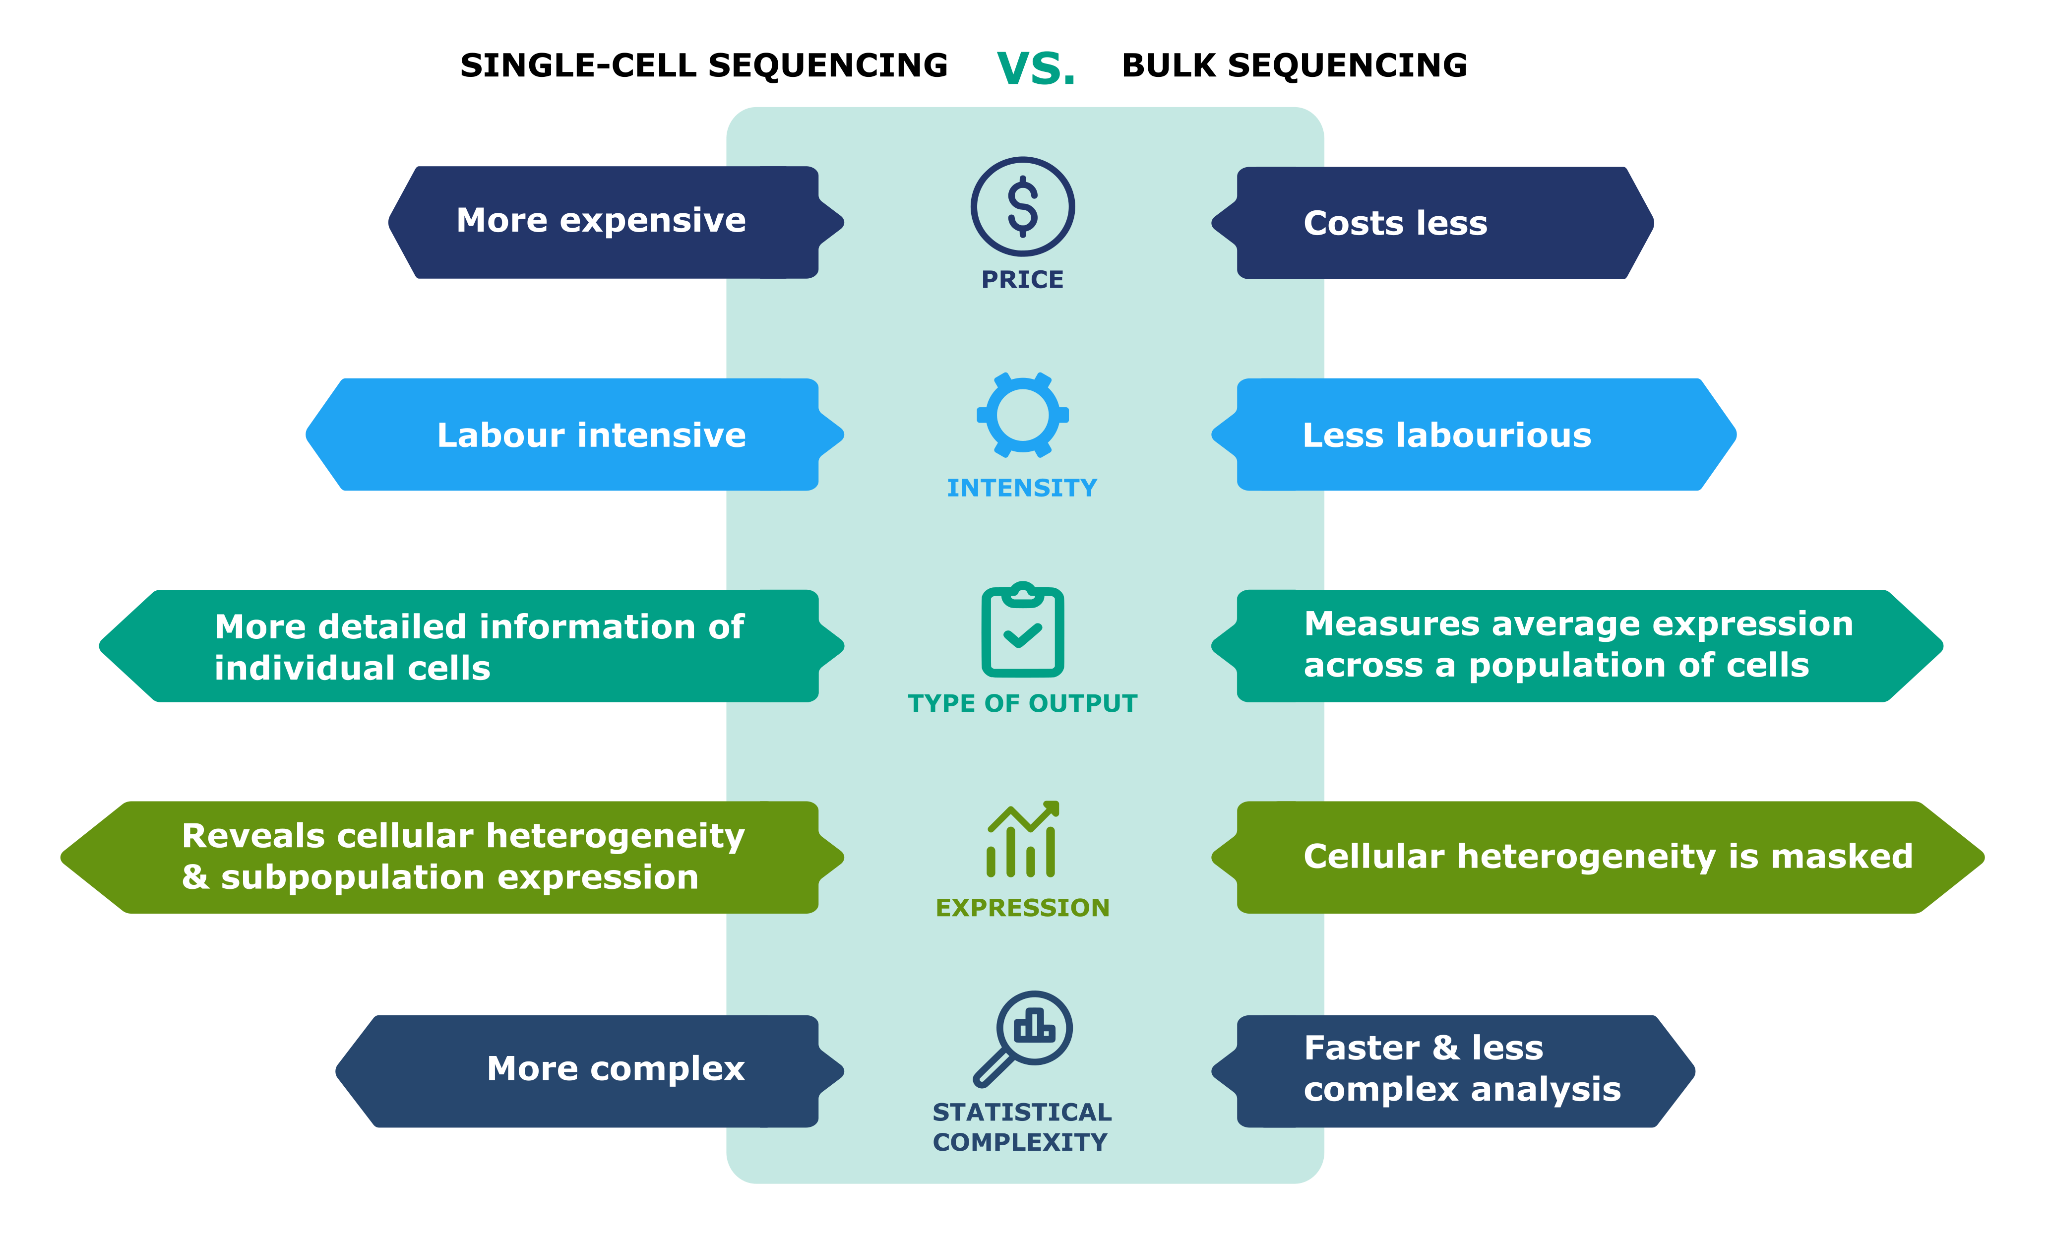 SINGLE-CELL SEQUENCING VS. BULK SEQUENCING
More expensive
PRICE
Costs less
Labour intensive
INTENSITY
Less labourious
More detailed information of
individual cells
TYPE OF OUTPUT
Measures average expression
across a population of cells
Reveals cellular heterogeneity
& subpopulation expression
EXPRESSION
Cellular heterogeneity is masked
More complex
STATISTICAL
COMPLEXITY
Faster & less
complex analysis